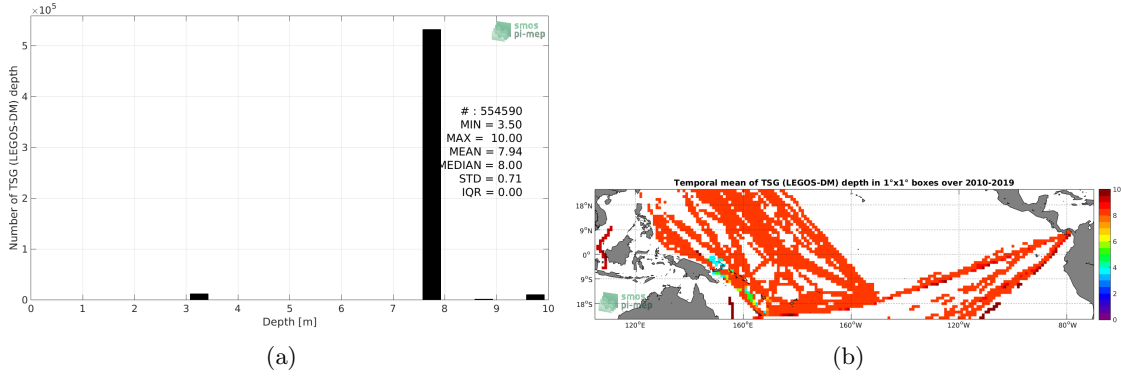 ×10⁵
5
4
3
2
1
0
Number of TSG (LEGOS-DM) depth
smos
pi-mep
# : 554590
MIN = 3.50
MAX = 10.00
MEAN = 7.94
MEDIAN = 8.00
STD = 0.71
IQR = 0.00
0 1 2 3 4 5 6 7 8 9 10
Depth [m]
(a)
Temporal mean of TSG (LEGOS-DM) depth in 1°x1° boxes over 2010-2019
18°N
9°N
0°
9°S
18°S
smos
pi-mep
120°E 160°E 160°W 120°W 80°W
10
8
6
4
2
0
(b)